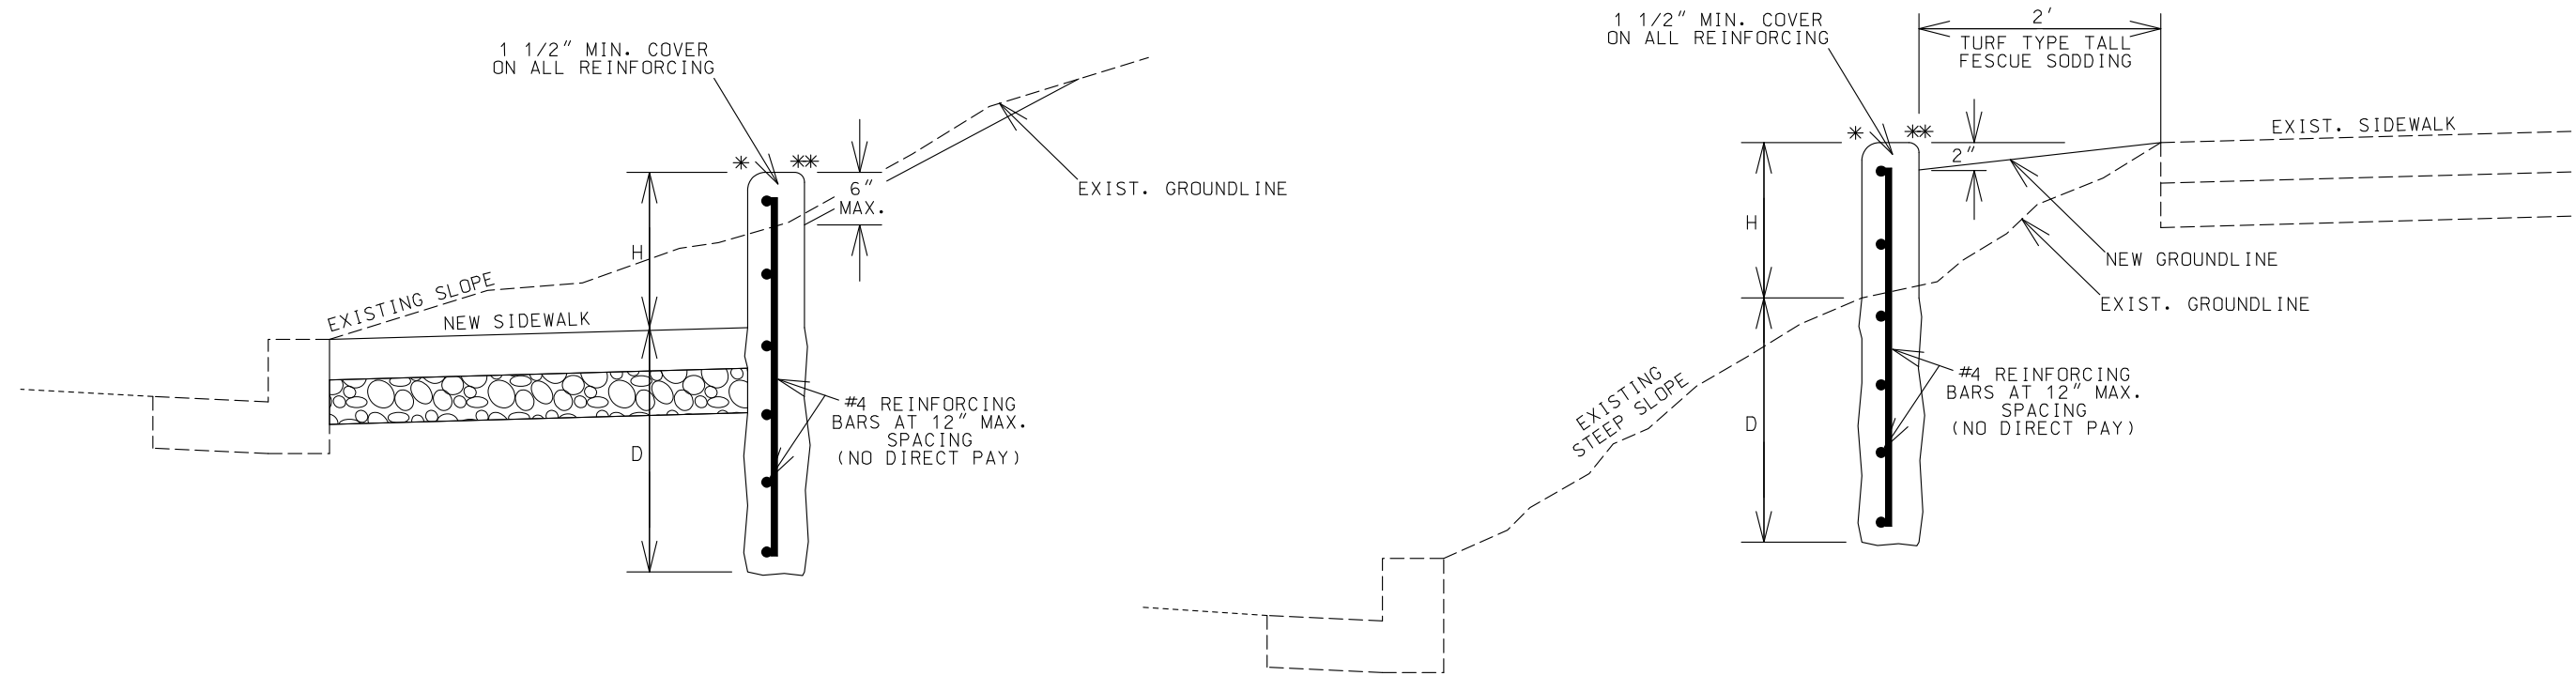 1 1/2" MIN. COVER
ON ALL REINFORCING
*
**
6"
MAX.
H
EXIST. GROUNDLINE
EXISTING SLOPE
NEW SIDEWALK
D
#4 REINFORCING
BARS AT 12" MAX.
SPACING
(NO DIRECT PAY)
1 1/2" MIN. COVER
ON ALL REINFORCING
2'
TURF TYPE TALL
FESCUE SODDING
*
**
2"
EXIST. SIDEWALK
H
NEW GROUNDLINE
EXIST. GROUNDLINE
EXISTING
STEEP SLOPE
D
#4 REINFORCING
BARS AT 12" MAX.
SPACING
(NO DIRECT PAY)